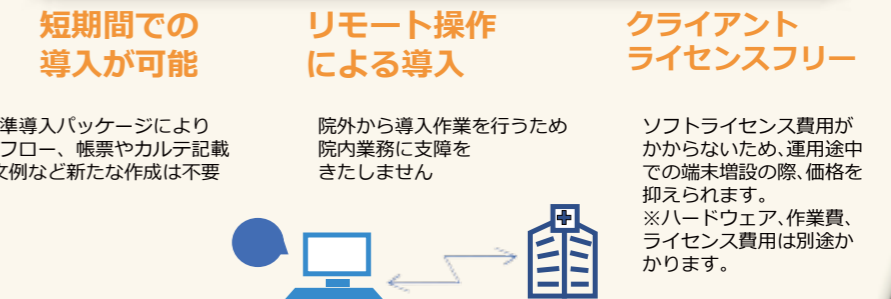 短期間での
導入が可能
準導入パッケージにより
フロー、帳票やカルテ記載
文例など新たな作成は不要
リモート操作
による導入
院外から導入作業を行うため
院内業務に支障を
きたしません
クライアント
ライセンスフリー
ソフトライセンス費用が
かからないため、運用途中
での端末増設の際、価格を
抑えられます。
※ハードウェア、作業費、
ライセンス費用は別途か
かります。